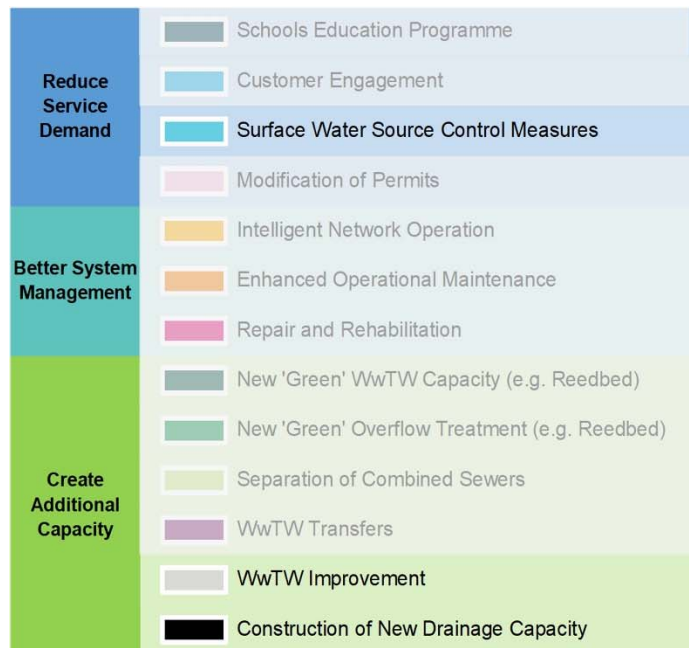 Reduce
Service
Demand
Schools Education Programme
Customer Engagement
Surface Water Source Control Measures
Modification of Permits
Better System
Management
Intelligent Network Operation
Enhanced Operational Maintenance
Repair and Rehabilitation
Create
Additional
Capacity
New 'Green' WwTW Capacity (e.g. Reedbed)
New 'Green' Overflow Treatment (e.g. Reedbed)
Separation of Combined Sewers
WwTW Transfers
WwTW Improvement
Construction of New Drainage Capacity